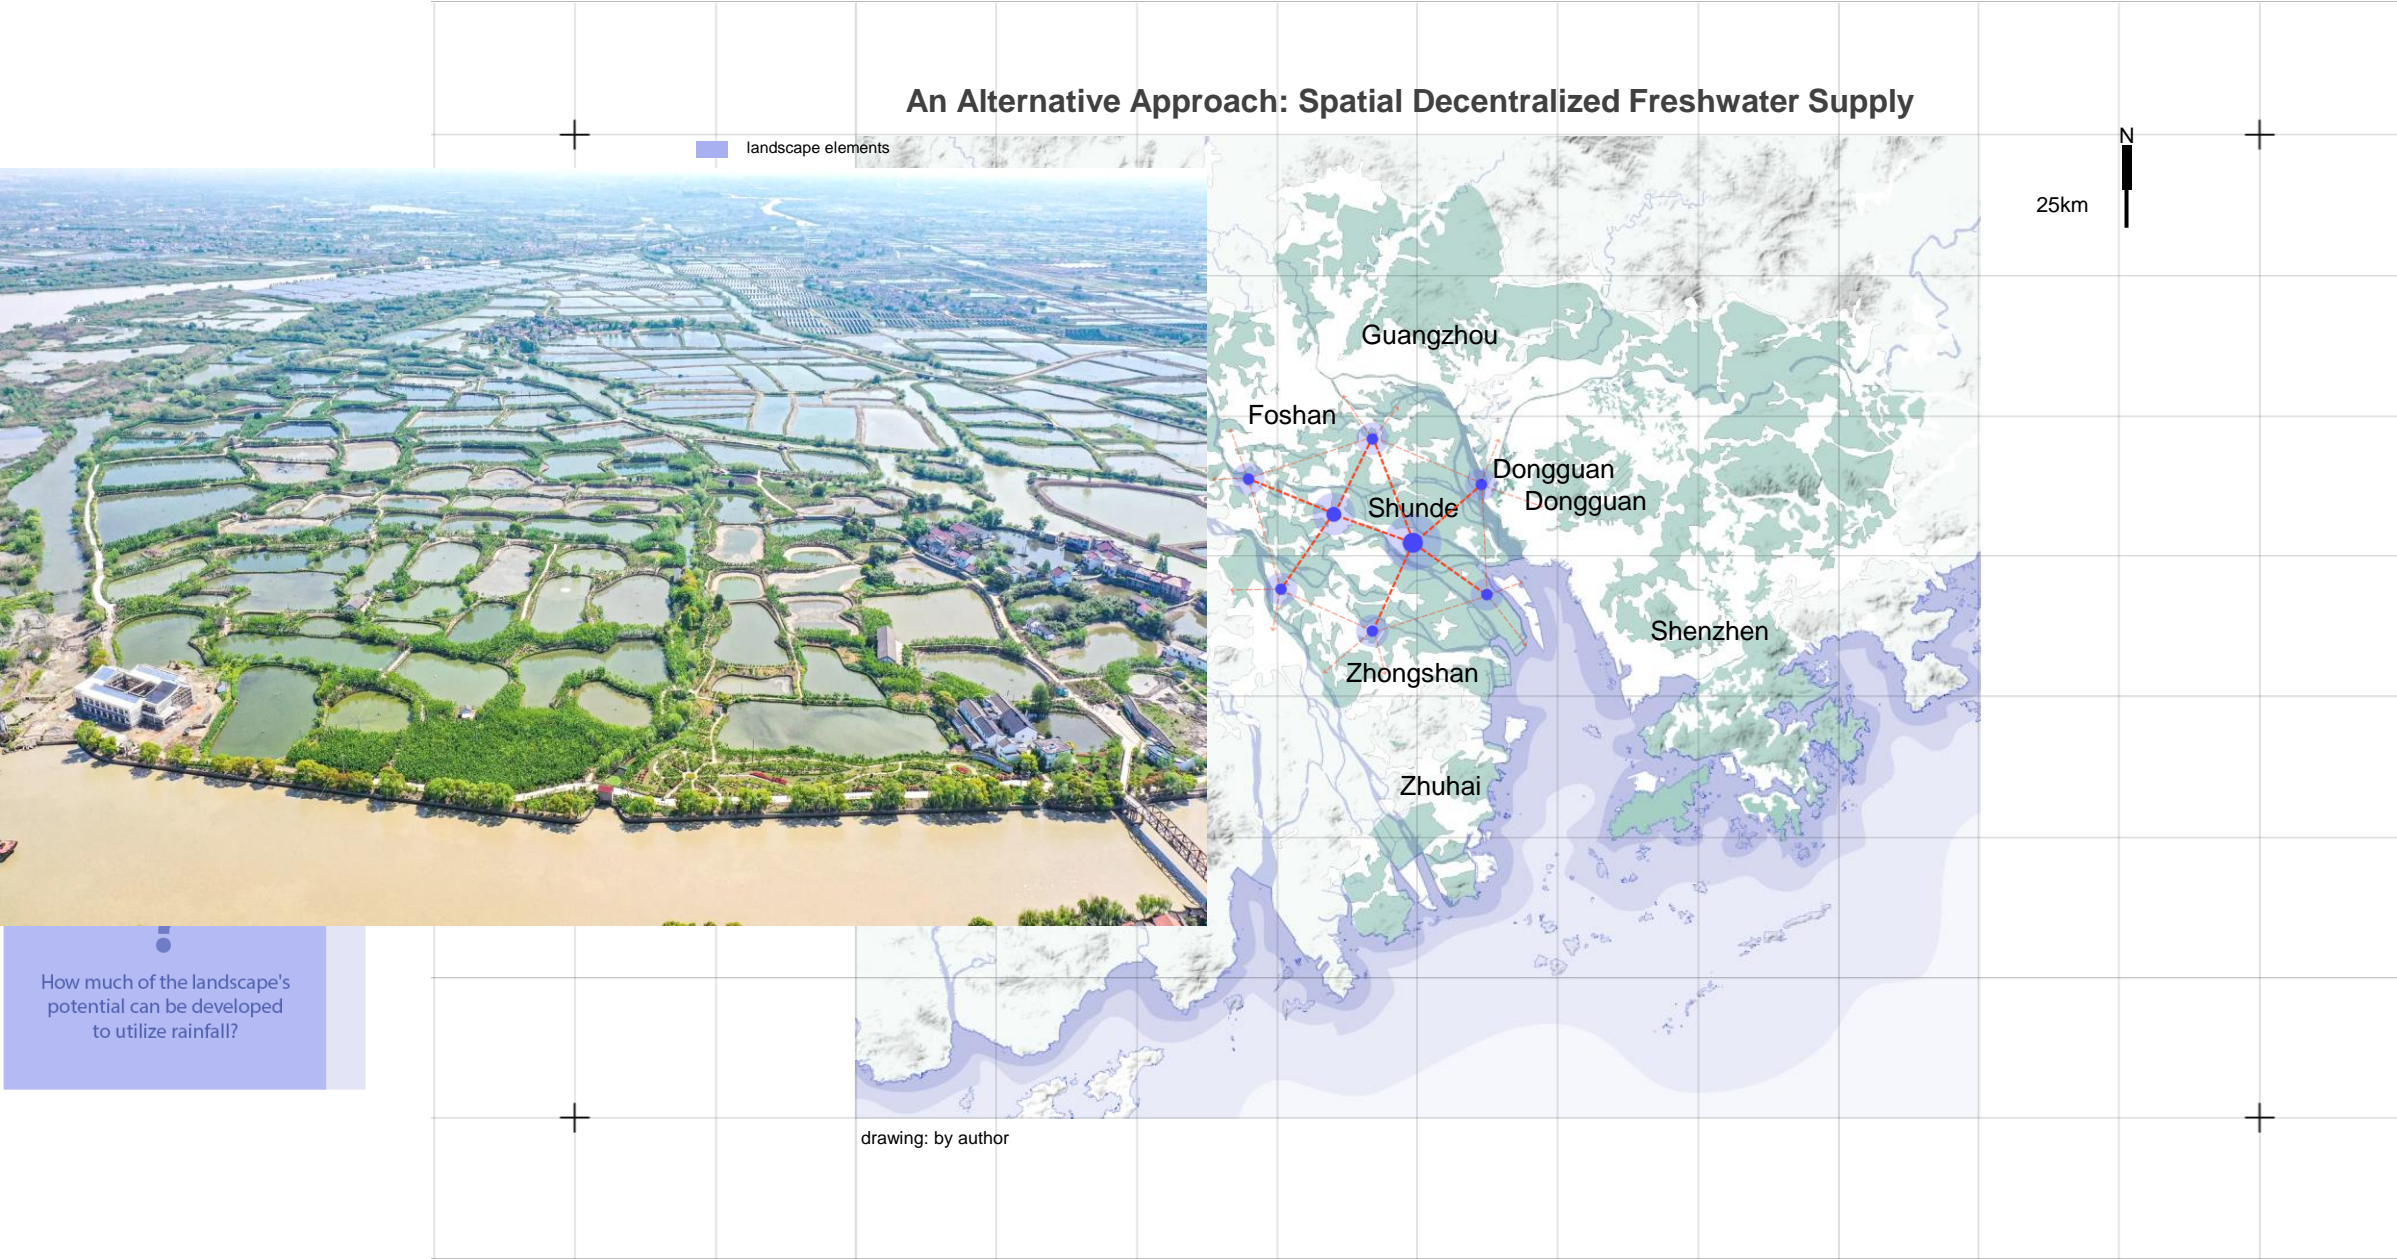 An Alternative Approach: Spatial Decentralized Freshwater Supply
landscape elements
N
25km
Guangzhou
Foshan
Dongguan
Dongguan
Shunde
Shenzhen
Zhongshan
Zhuhai
How much of the landscape's
potential can be developed
to utilize rainfall?
drawing: by author